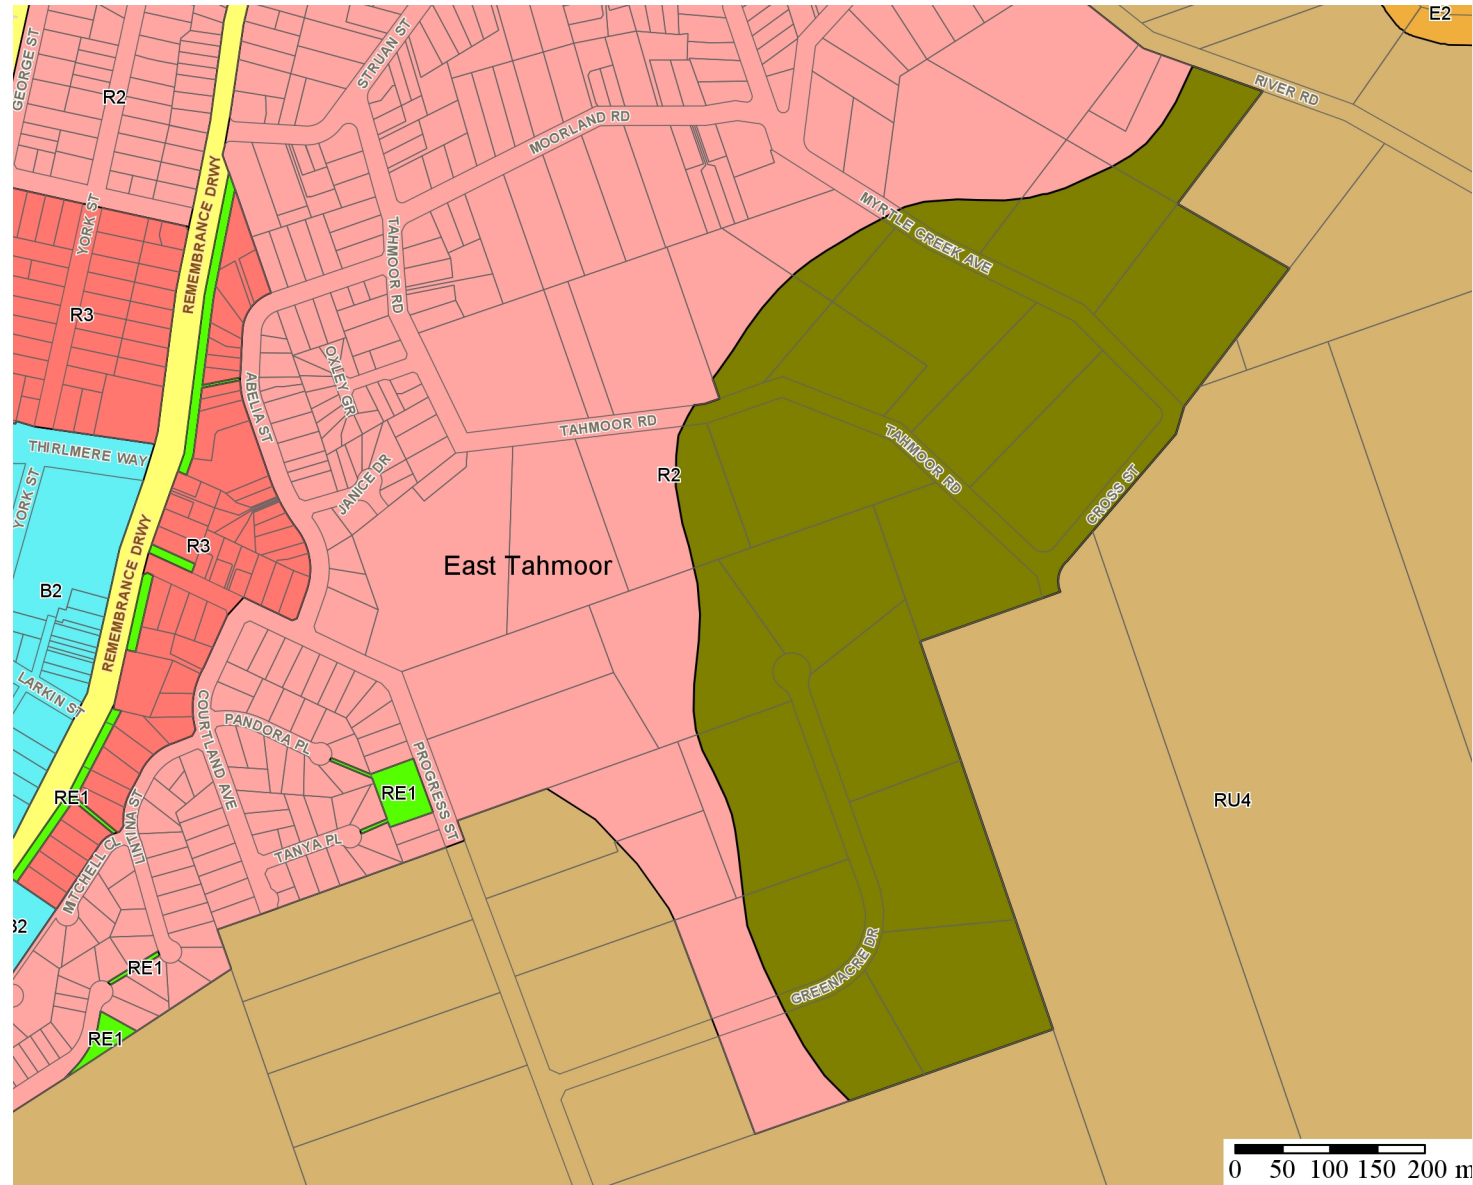 E2
GEORGE ST
STRUAN ST
R2
RIVER RD
MOORLAND RD
REMEMBRANCE DRWY
YORK ST
MYRTLE CREEK AVE
TAHMOOR RD
R3
OXLEY GR
ABELIA ST
TAHMOOR RD
THIRLMERE WAY
TAHMOOR RD
R2
JANICE DR
YORK ST
CROSS ST
REMEMBRANCE DRWY
R3
East Tahmoor
B2
LARKIN ST
COURTLAND AVE
PANDORA PL
PROGRESS ST
RE1
RE1
RU4
LINTINA ST
TANYA PL
MITCHELL CL
B2
RE1
GREENACRE DR
RE1
0 50 100 150 200 m